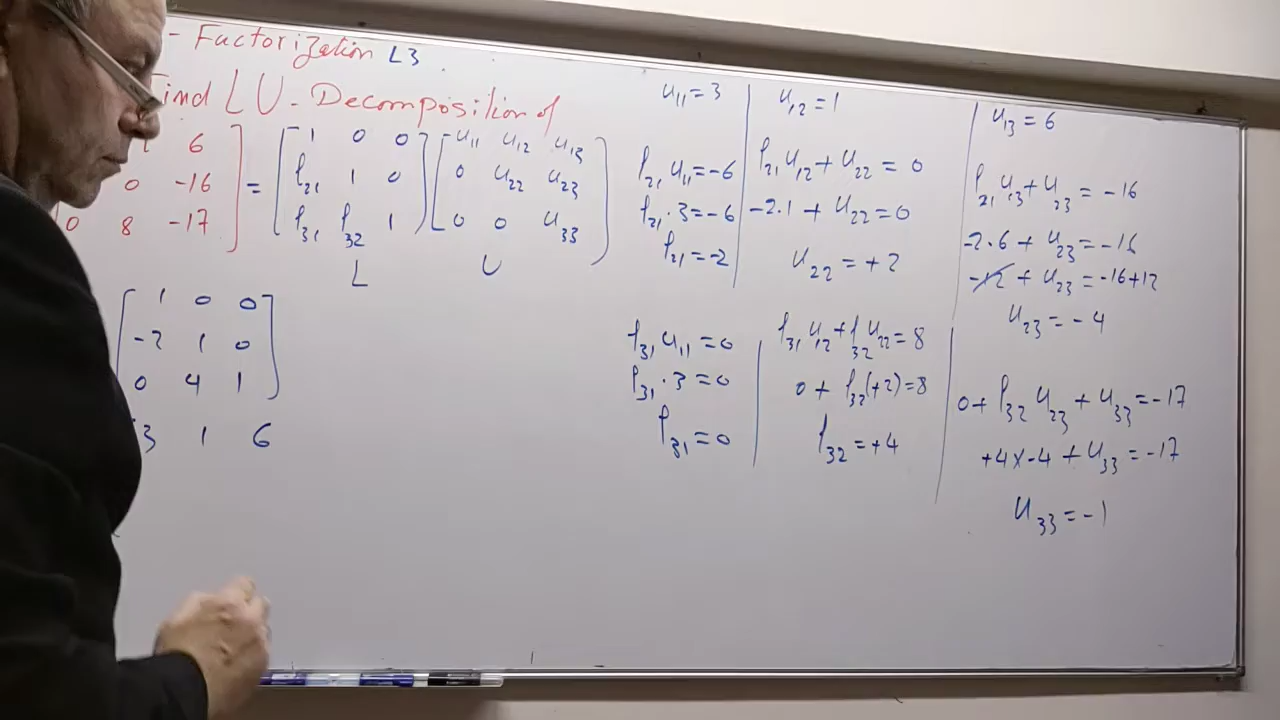 - Factorization L3
Find LU-Decomposition of
6
0 -16
0 8 -17
=
1 0 0
l21 1 0
l31 l32 1
L
u11 u12 u13
0 u22 u23
0 0 u33
U
1 0 0
-2 1 0
0 4 1
3 1 6
u11 = 3
l21 u11 = -6
l21 · 3 = -6
l21 = -2
u12 = 1
l21 u12 + u22 = 0
-2·1 + u22 = 0
u22 = +2
u13 = 6
l21 u13 + u23 = -16
-2·6 + u23 = -16
-12 + u23 = -16+12
u23 = -4
l31 u11 = 0
l31 · 3 = 0
l31 = 0
l31 u12 + l32 u22 = 8
0 + l32(+2) = 8
l32 = +4
0 + l32 u23 + u33 = -17
+4x-4 + u33 = -17
u33 = -1